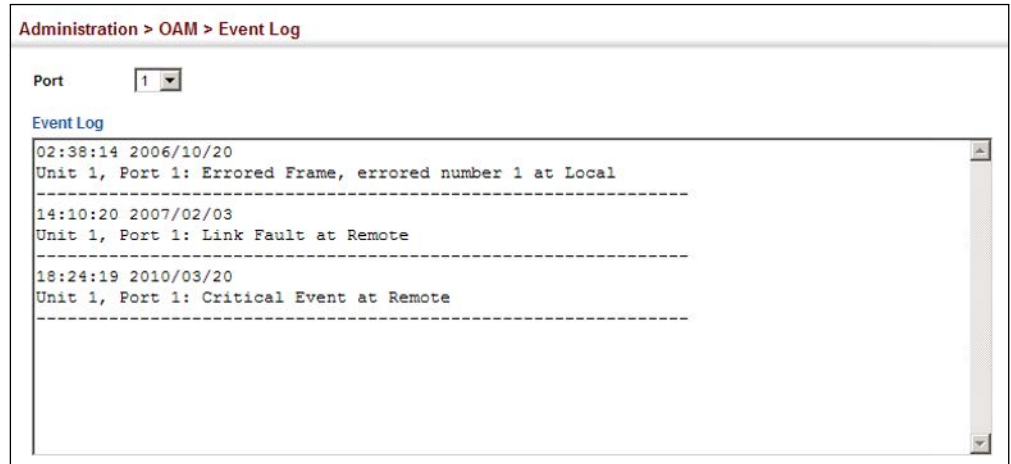 Administration > OAM > Event Log
Port 1
Event Log
02:38:14 2006/10/20
Unit 1, Port 1: Errored Frame, errored number 1 at Local
---------------------------------------------------------------
14:10:20 2007/02/03
Unit 1, Port 1: Link Fault at Remote
---------------------------------------------------------------
18:24:19 2010/03/20
Unit 1, Port 1: Critical Event at Remote
---------------------------------------------------------------